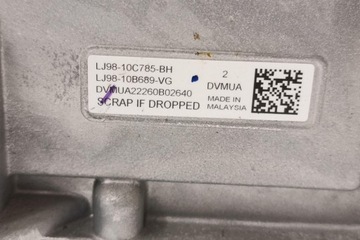 LJ98-10C785-BH
LJ98-10B689-VG
DVMUA22260B02640
SCRAP IF DROPPED
2
DVMUA
MADE IN
MALAYSIA